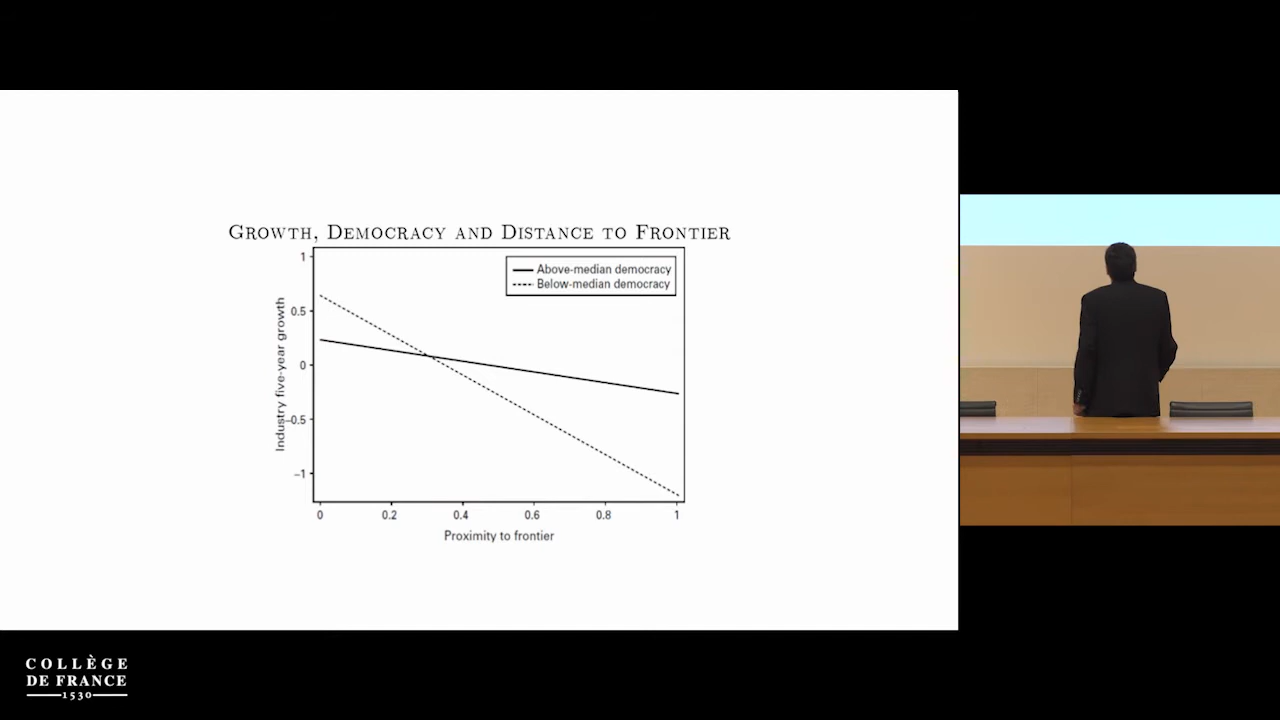 GROWTH, DEMOCRACY AND DISTANCE TO FRONTIER
Above-median democracy
Below-median democracy
Industry five-year growth
1
0.5
0
–0.5
–1
0
0.2
0.4
0.6
0.8
1
Proximity to frontier
COLLÈGE
DE FRANCE
1530